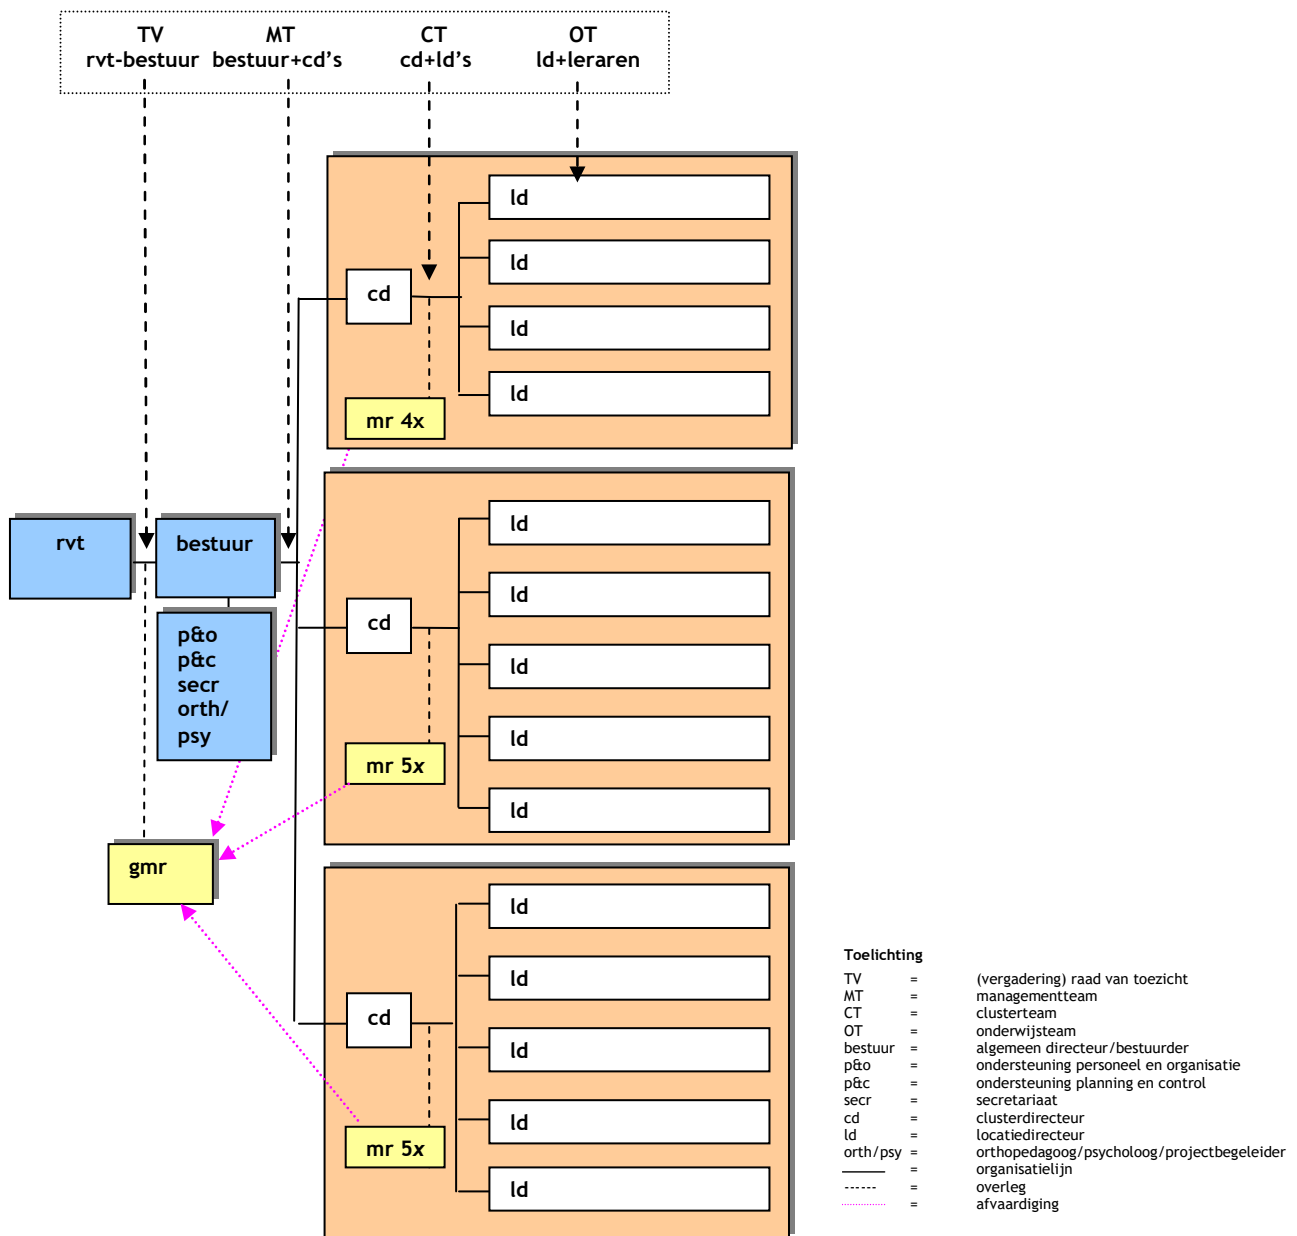 TV MT CT OT
rvt-bestuur bestuur+cd’s cd+ld’s ld+leraren
ld
ld
cd
ld
ld
mr 4x
rvt
bestuur
ld
ld
cd
p&o
p&c
secr
orth/
psy
ld
ld
mr 5x
ld
gmr
ld
ld
cd
ld
ld
mr 5x
ld
Toelichting
TV = (vergadering) raad van toezicht
MT = managementteam
CT = clusterteam
OT = onderwijsteam
bestuur = algemeen directeur/bestuurder
p&o = ondersteuning personeel en organisatie
p&c = ondersteuning planning en control
secr = secretariaat
cd = clusterdirecteur
ld = locatiedirecteur
orth/psy = orthopedagoog/psycholoog/projectbegeleider
= organisatielijn
------ = overleg
............... = afvaardiging